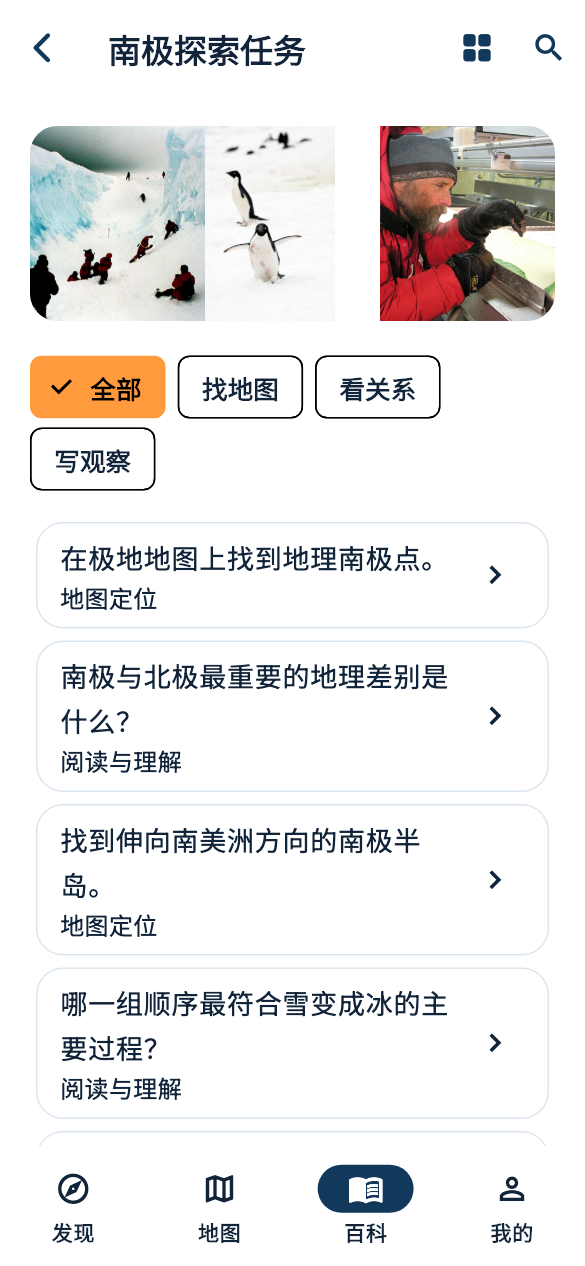 南极探索任务
全部
找地图
看关系
写观察
在极地地图上找到地理南极点。
地图定位
南极与北极最重要的地理差别是
什么？
阅读与理解
找到伸向南美洲方向的南极半
岛。
地图定位
哪一组顺序最符合雪变成冰的主
要过程？
阅读与理解
发现
地图
百科
我的